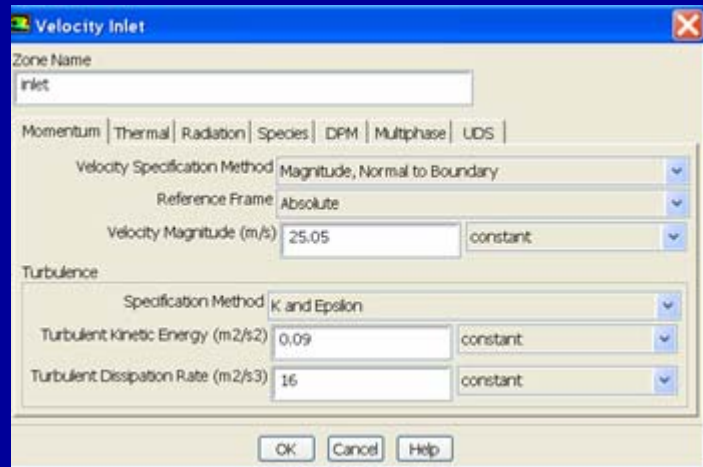 Velocity Inlet
Zone Name
inlet
Momentum Thermal Radiation Species DPM Multiphase UDS
Velocity Specification Method Magnitude, Normal to Boundary
Reference Frame Absolute
Velocity Magnitude (m/s) 25.05 constant
Turbulence
Specification Method K and Epsilon
Turbulent Kinetic Energy (m2/s2) 0.09 constant
Turbulent Dissipation Rate (m2/s3) 16 constant
OK Cancel Help